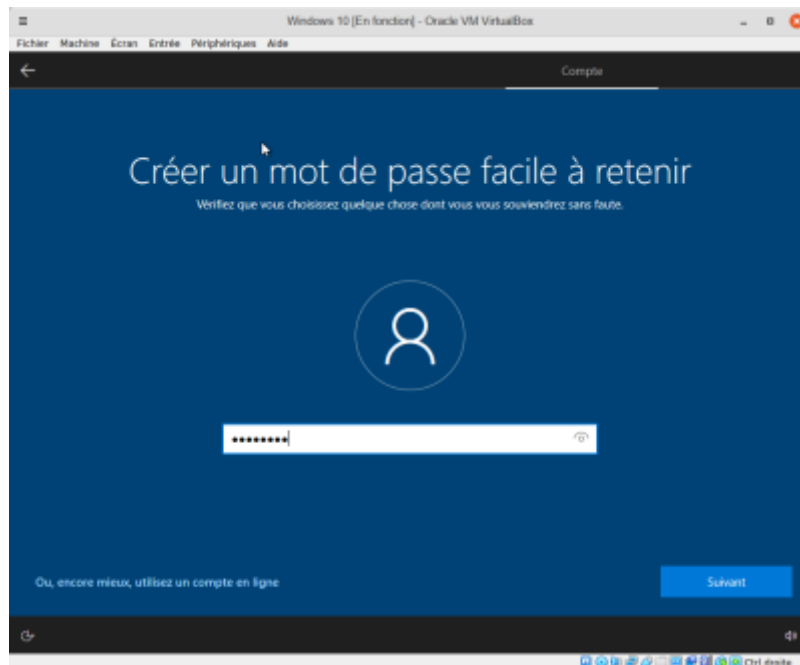 Windows 10 [En fonction] - Oracle VM VirtualBox
Fichier Machine Écran Entrée Périphériques Aide
Compte
Créer un mot de passe facile à retenir
Vérifiez que vous choisissez quelque chose dont vous vous souviendrez sans faute.
••••••••
Ou, encore mieux, utilisez un compte en ligne
Suivant
Ctrl droite